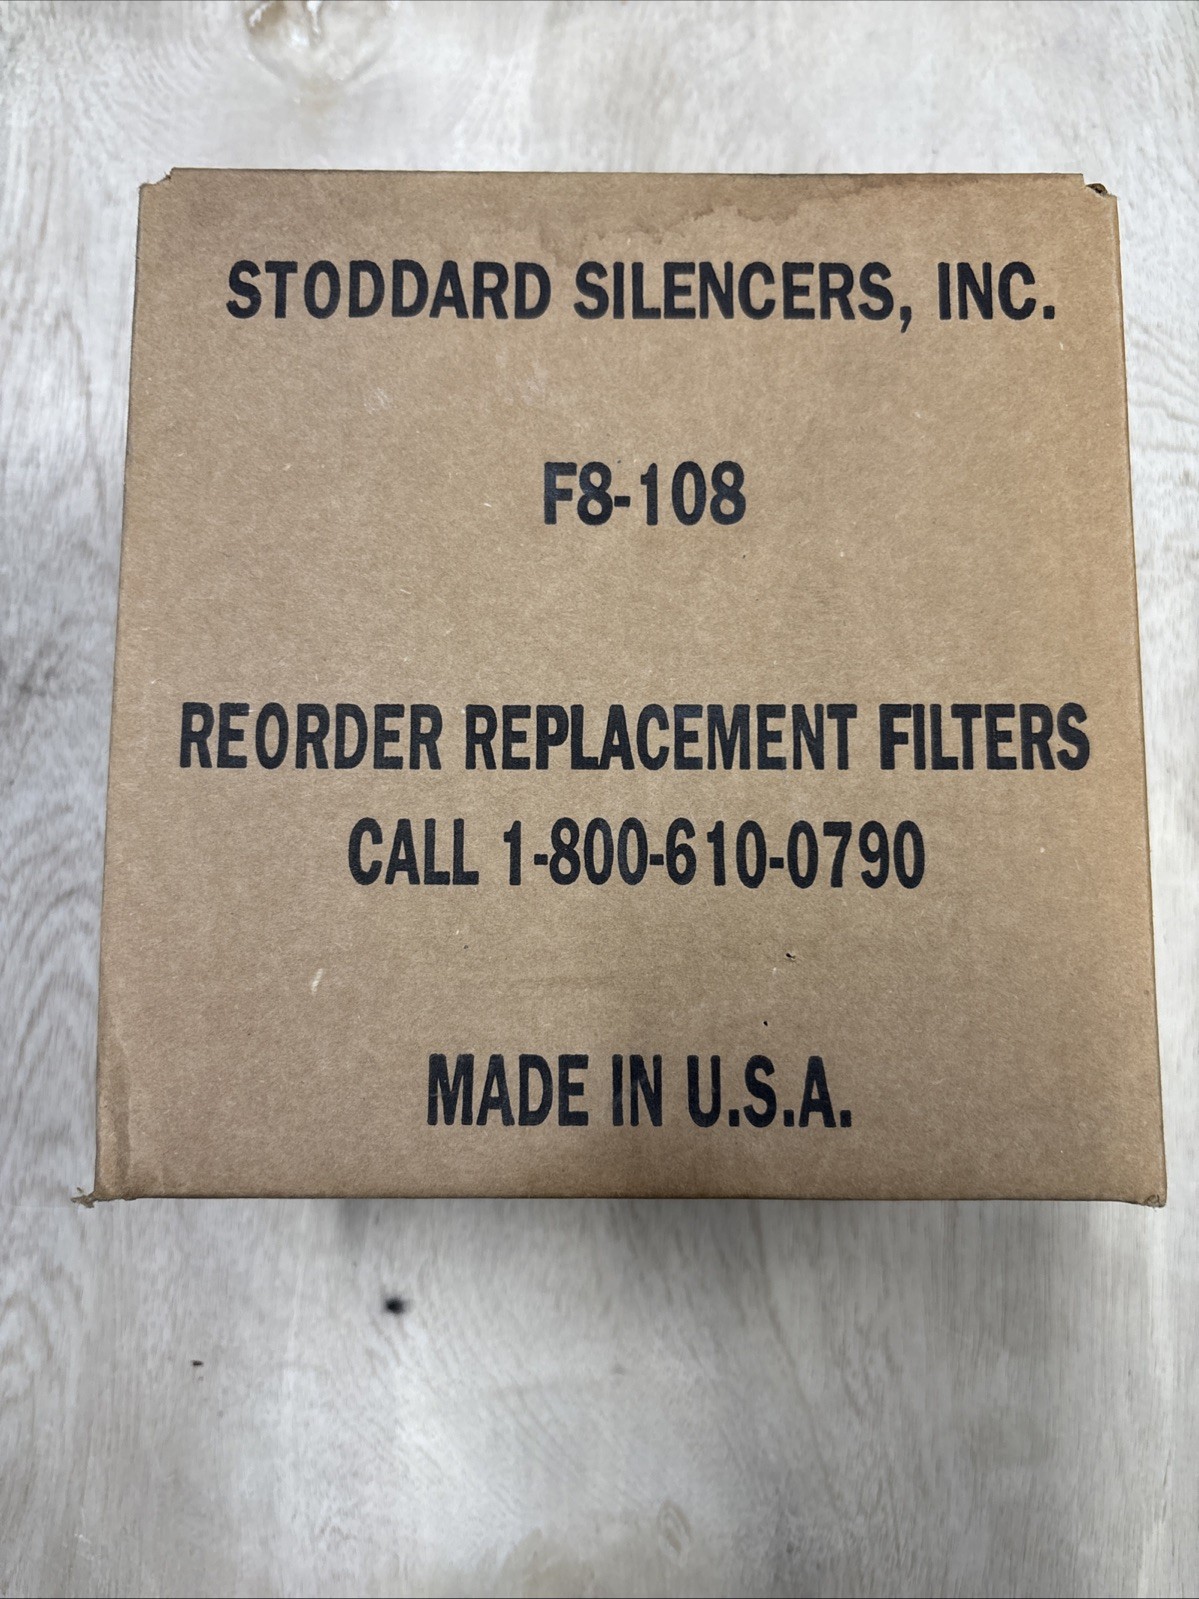 STODDARD SILENCERS, INC.
F8-108
REORDER REPLACEMENT FILTERS
CALL 1-800-610-0790
MADE IN U.S.A.